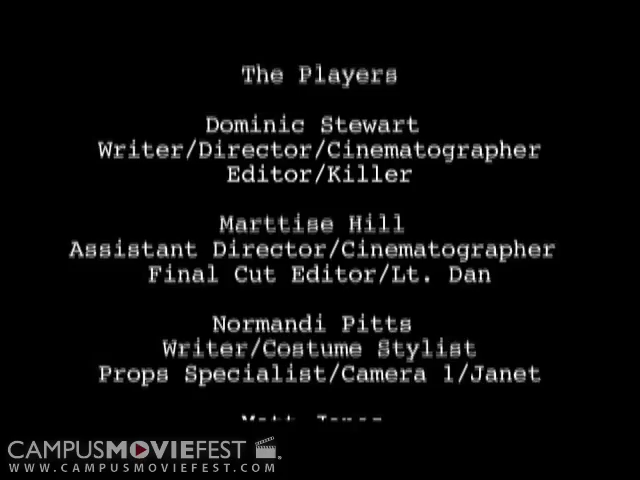 The Players
Dominic Stewart
Writer/Director/Cinematographer
Editor/Killer
Marttise Hill
Assistant Director/Cinematographer
Final Cut Editor/Lt. Dan
Normandi Pitts
Writer/Costume Stylist
Props Specialist/Camera 1/Janet
CAMPUSMOVIEFEST
WWW.CAMPUSMOVIEFEST.COM